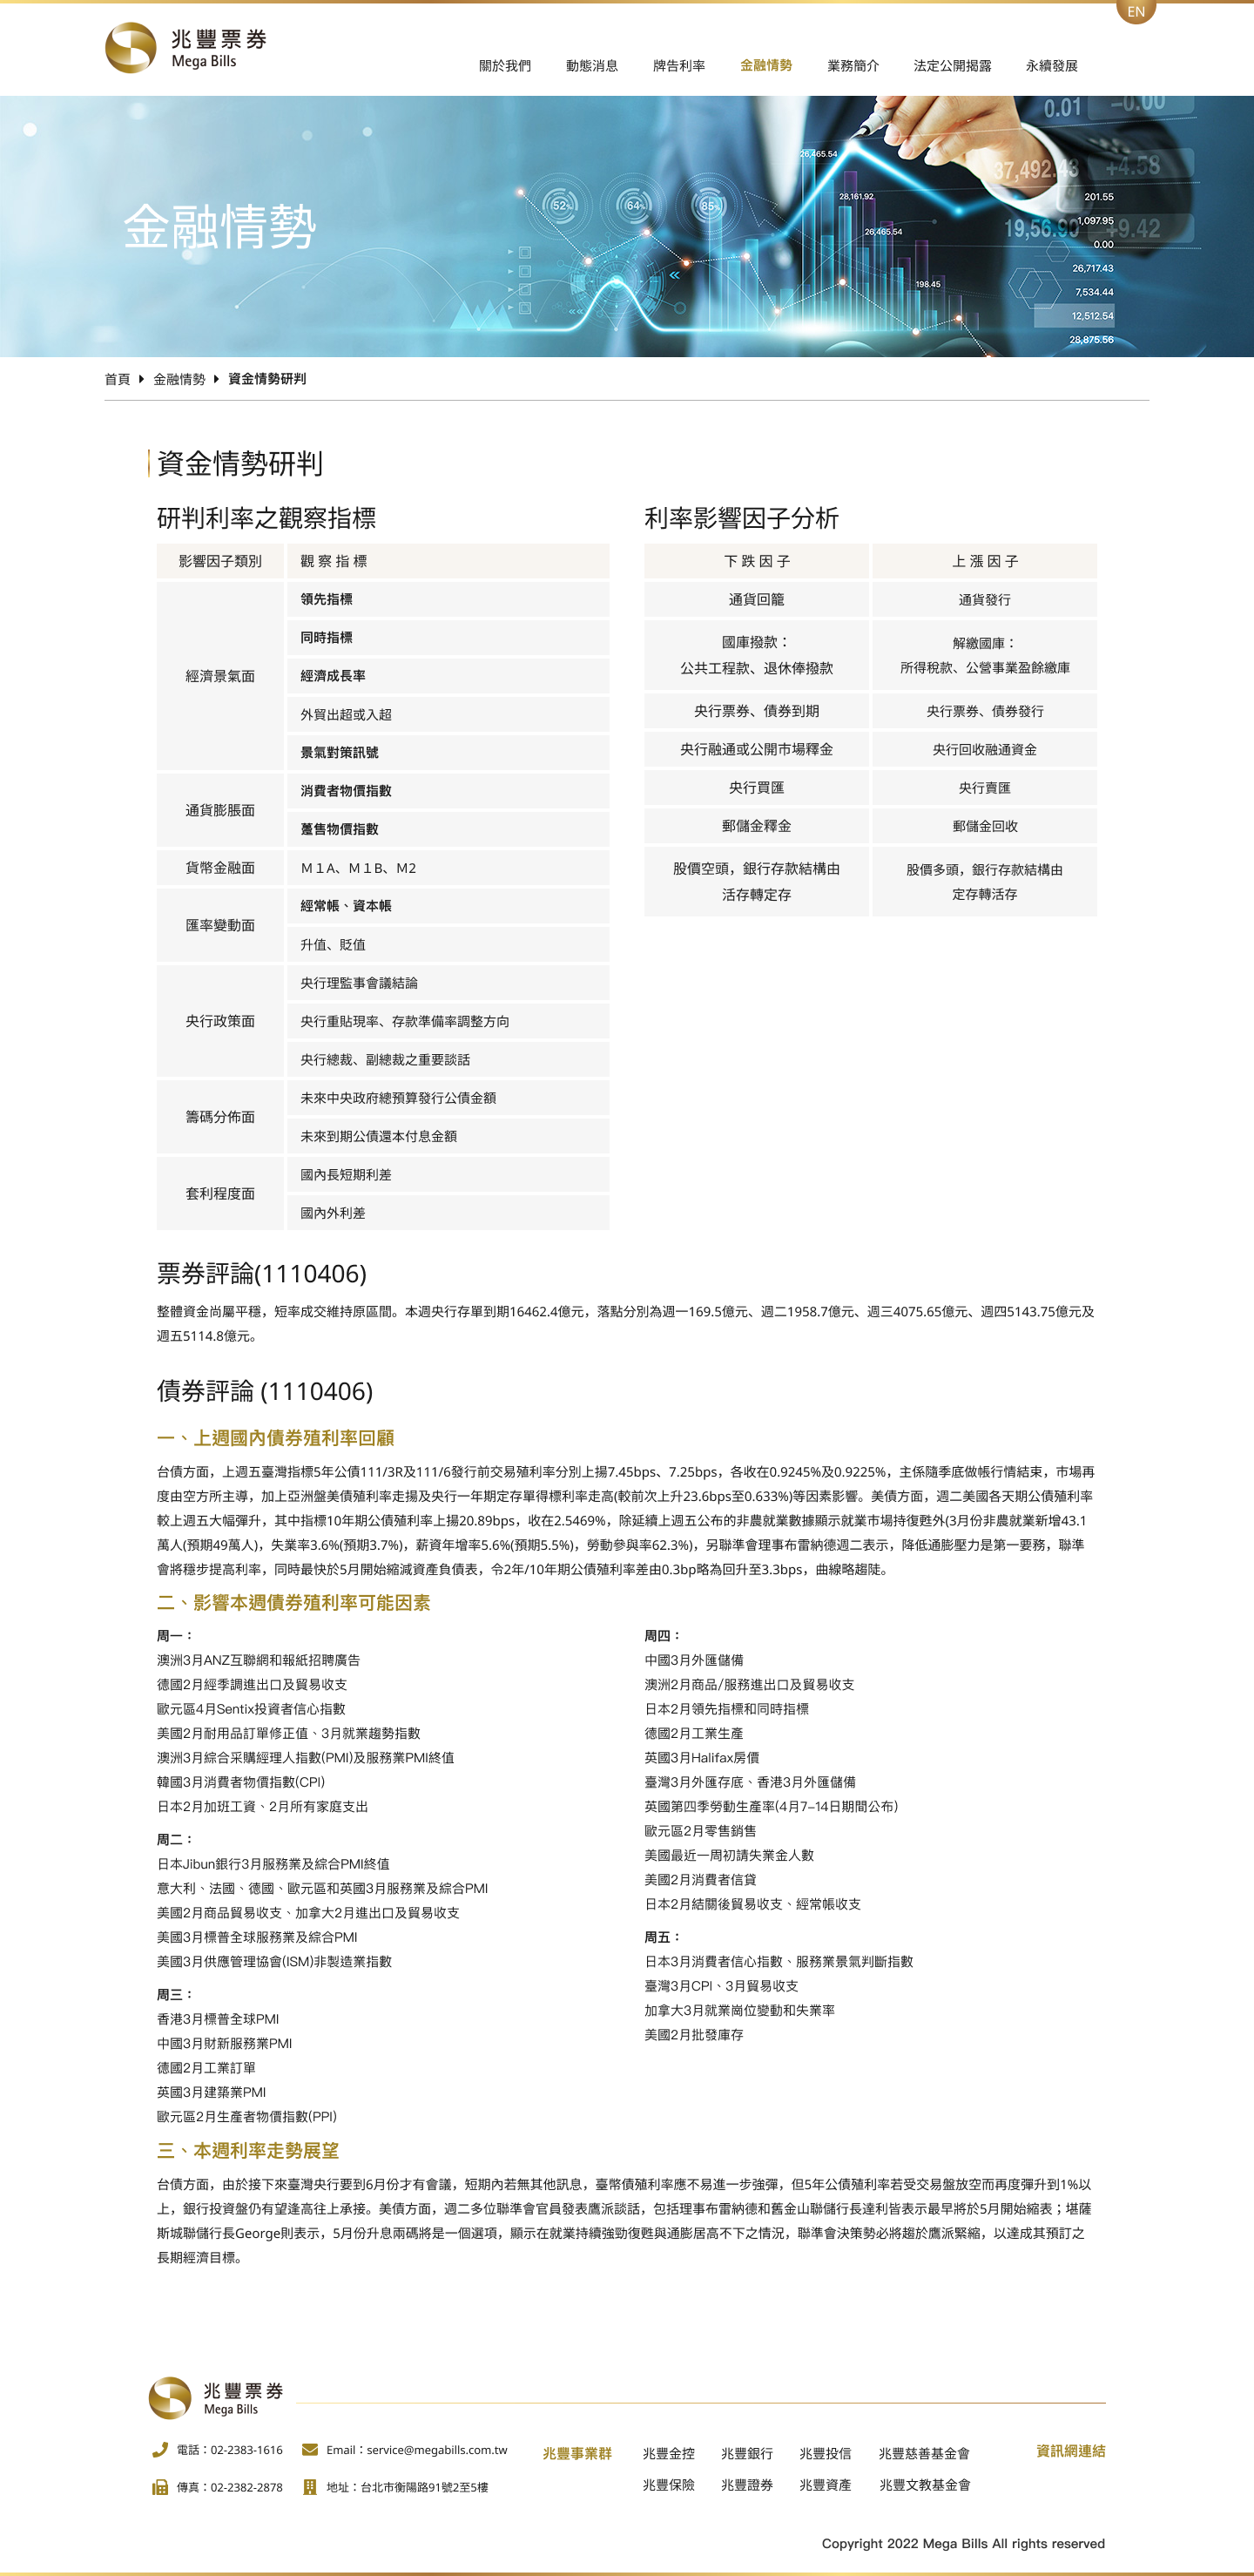 EN
兆豐票券
Mega Bills
關於我們 動態消息 牌告利率 金融情勢 業務簡介 法定公開揭露 永續發展
0.01 -0.00
26,465.54
37,492.43 +4.58
52% 64% 85%
28,161.92
201.55
1,097.95
26,465.54
19,56.90 +9.42
0.00
金融情勢
26,717.43
198.45
7,534.44
12,512.54
28,875.56
首頁 金融情勢 資金情勢研判
資金情勢研判
研判利率之觀察指標
影響因子類別 觀 察 指 標
經濟景氣面
領先指標
同時指標
經濟成長率
外貿出超或入超
景氣對策訊號
通貨膨脹面
消費者物價指數
躉售物價指數
貨幣金融面
M１A、M１B、M2
匯率變動面
經常帳、資本帳
升值、貶值
央行政策面
央行理監事會議結論
央行重貼現率、存款準備率調整方向
央行總裁、副總裁之重要談話
籌碼分佈面
未來中央政府總預算發行公債金額
未來到期公債還本付息金額
套利程度面
國內長短期利差
國內外利差
利率影響因子分析
下 跌 因 子 上 漲 因 子
通貨回籠 通貨發行
國庫撥款：
公共工程款、退休俸撥款
解繳國庫：
所得稅款、公營事業盈餘繳庫
央行票券、債券到期 央行票券、債券發行
央行融通或公開市場釋金 央行回收融通資金
央行買匯 央行賣匯
郵儲金釋金 郵儲金回收
股價空頭，銀行存款結構由
活存轉定存
股價多頭，銀行存款結構由
定存轉活存
票券評論(1110406)
整體資金尚屬平穩，短率成交維持原區間。本週央行存單到期16462.4億元，落點分別為週一169.5億元、週二1958.7億元、週三4075.65億元、週四5143.75億元及
週五5114.8億元。
債券評論 (1110406)
一、上週國內債券殖利率回顧
台債方面，上週五臺灣指標5年公債111/3R及111/6發行前交易殖利率分別上揚7.45bps、7.25bps，各收在0.9245%及0.9225%，主係隨季底做帳行情結束，市場再
度由空方所主導，加上亞洲盤美債殖利率走揚及央行一年期定存單得標利率走高(較前次上升23.6bps至0.633%)等因素影響。美債方面，週二美國各天期公債殖利率
較上週五大幅彈升，其中指標10年期公債殖利率上揚20.89bps，收在2.5469%，除延續上週五公布的非農就業數據顯示就業市場持復甦外(3月份非農就業新增43.1
萬人(預期49萬人)，失業率3.6%(預期3.7%)，薪資年增率5.6%(預期5.5%)，勞動參與率62.3%)，另聯準會理事布雷納德週二表示，降低通膨壓力是第一要務，聯準
會將穩步提高利率，同時最快於5月開始縮減資產負債表，令2年/10年期公債殖利率差由0.3bp略為回升至3.3bps，曲線略趨陡。
二、影響本週債券殖利率可能因素
周一：
澳洲3月ANZ互聯網和報紙招聘廣告
德國2月經季調進出口及貿易收支
歐元區4月Sentix投資者信心指數
美國2月耐用品訂單修正值、3月就業趨勢指數
澳洲3月綜合采購經理人指數(PMI)及服務業PMI終值
韓國3月消費者物價指數(CPI)
日本2月加班工資、2月所有家庭支出
周二：
日本Jibun銀行3月服務業及綜合PMI終值
意大利、法國、德國、歐元區和英國3月服務業及綜合PMI
美國2月商品貿易收支、加拿大2月進出口及貿易收支
美國3月標普全球服務業及綜合PMI
美國3月供應管理協會(ISM)非製造業指數
周三：
香港3月標普全球PMI
中國3月財新服務業PMI
德國2月工業訂單
英國3月建築業PMI
歐元區2月生產者物價指數(PPI)
周四：
中國3月外匯儲備
澳洲2月商品/服務進出口及貿易收支
日本2月領先指標和同時指標
德國2月工業生產
英國3月Halifax房價
臺灣3月外匯存底、香港3月外匯儲備
英國第四季勞動生產率(4月7-14日期間公布)
歐元區2月零售銷售
美國最近一周初請失業金人數
美國2月消費者信貸
日本2月結關後貿易收支、經常帳收支
周五：
日本3月消費者信心指數、服務業景氣判斷指數
臺灣3月CPI、3月貿易收支
加拿大3月就業崗位變動和失業率
美國2月批發庫存
三、本週利率走勢展望
台債方面，由於接下來臺灣央行要到6月份才有會議，短期內若無其他訊息，臺幣債殖利率應不易進一步強彈，但5年公債殖利率若受交易盤放空而再度彈升到1%以
上，銀行投資盤仍有望逢高往上承接。美債方面，週二多位聯準會官員發表鷹派談話，包括理事布雷納德和舊金山聯儲行長達利皆表示最早將於5月開始縮表；堪薩
斯城聯儲行長George則表示，5月份升息兩碼將是一個選項，顯示在就業持續強勁復甦與通膨居高不下之情況，聯準會決策勢必將趨於鷹派緊縮，以達成其預訂之
長期經濟目標。
兆豐票券
Mega Bills
電話：02-2383-1616 Email：service@megabills.com.tw
傳真：02-2382-2878 地址：台北市衡陽路91號2至5樓
兆豐事業群 兆豐金控 兆豐銀行 兆豐投信 兆豐慈善基金會
兆豐保險 兆豐證券 兆豐資產 兆豐文教基金會
資訊網連結
Copyright 2022 Mega Bills All rights reserved